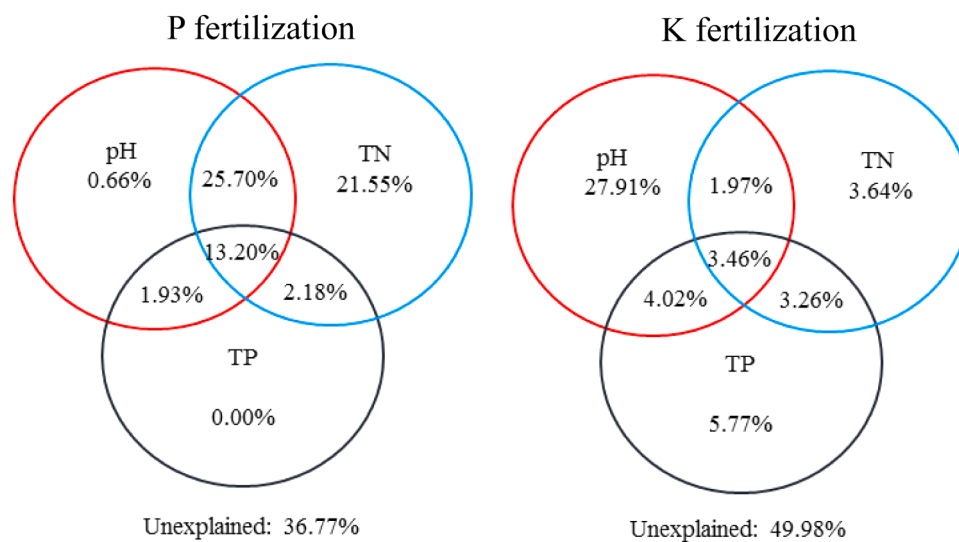 P fertilization
pH
0.66%
25.70%
TN
21.55%
13.20%
1.93%
2.18%
TP
0.00%
Unexplained: 36.77%
K fertilization
pH
27.91%
1.97%
TN
3.64%
3.46%
4.02%
3.26%
TP
5.77%
Unexplained: 49.98%